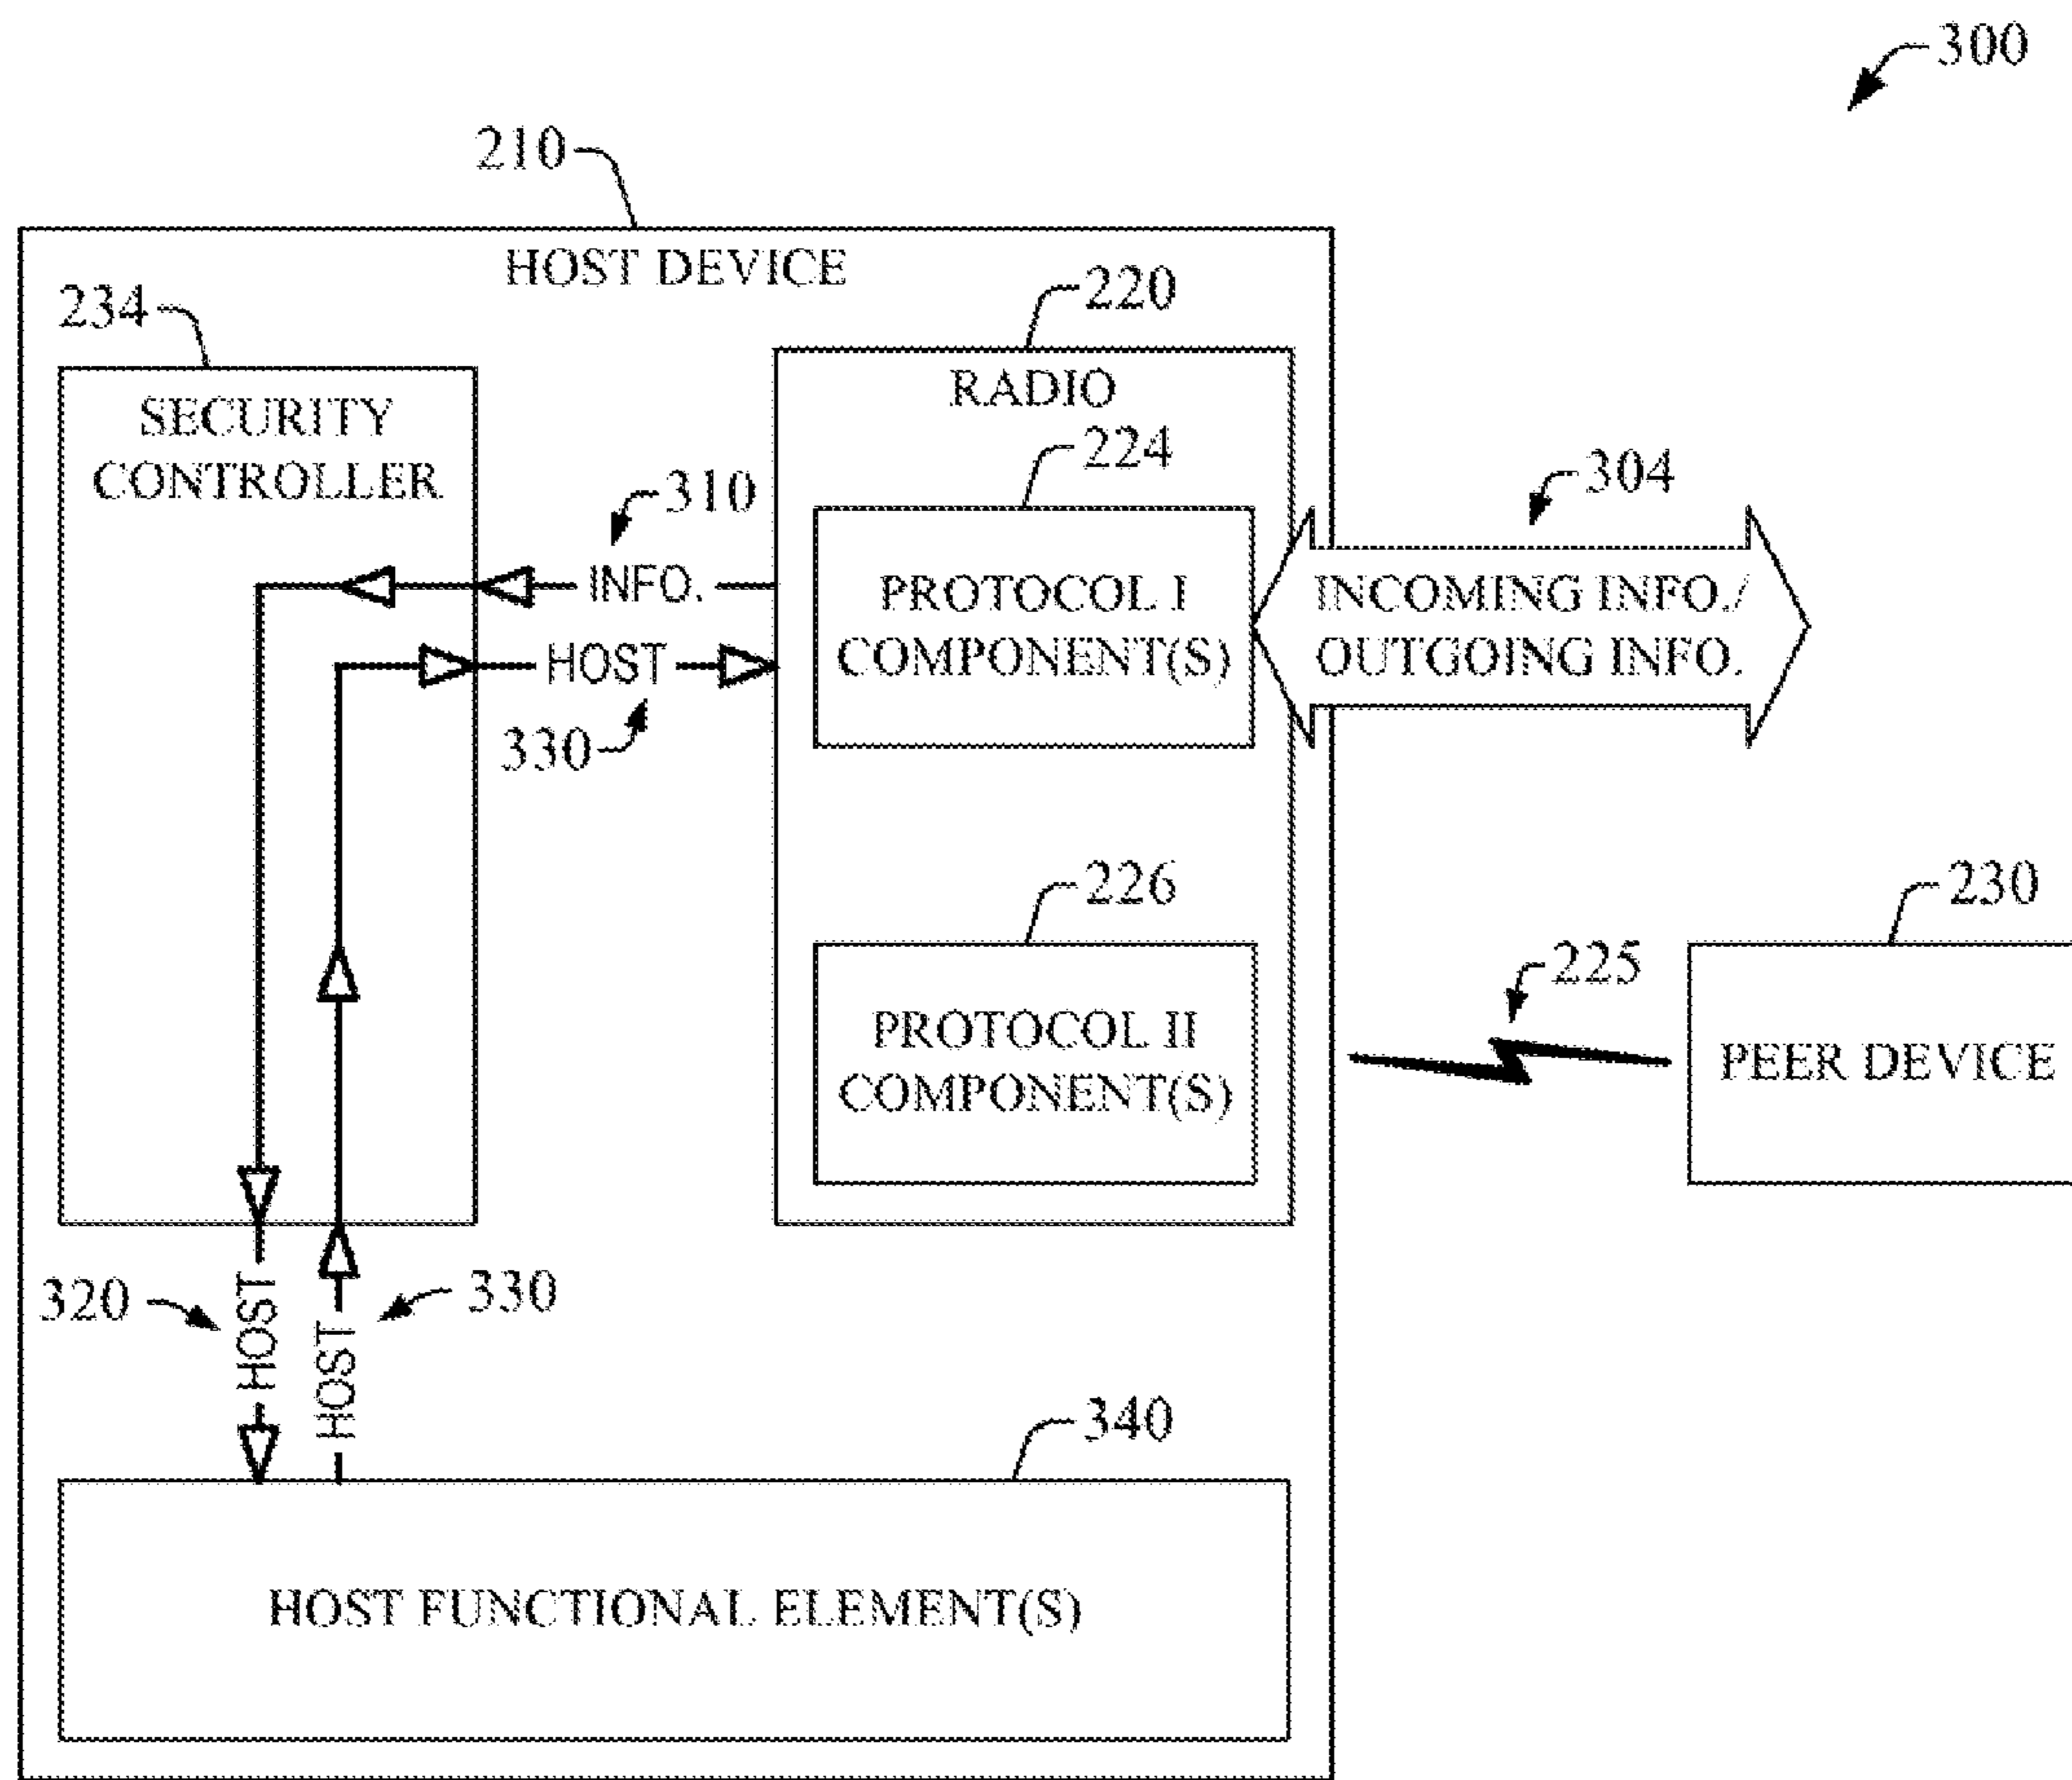 300
210
HOST DEVICE
234
220
SECURITY
CONTROLLER
RADIO
224
310
304
INFO.
HOST
330
PROTOCOL I
COMPONENT(S)
INCOMING INFO./
OUTGOING INFO.
226
230
225
PROTOCOL II
COMPONENT(S)
PEER DEVICE
320
HOST
HOST
330
340
HOST FUNCTIONAL ELEMENT(S)